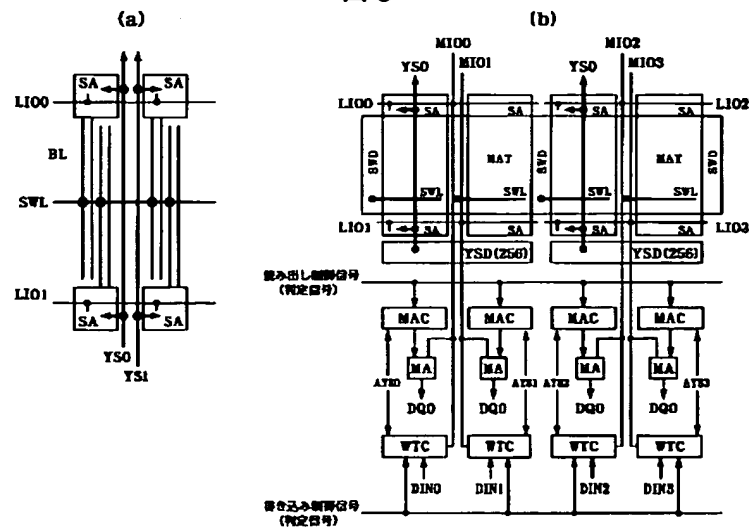 (a)
(b)
MIO0
MIO1
MIO2
MIO3
YS0
YS0
SA
SA
LIO0
BL
SWL
LIO1
SA
SA
YS0
YS1
LIO0
SA
SA
SA
SA
LIO2
SWD
MAT
SWD
MAT
SWD
SWL
SWL
SWL
SWL
LIO1
SA
SA
SA
SA
LIO3
YSD(256)
YSD(256)
読み出し制御信号
(判定信号)
MAC
MAC
MAC
MAC
MA
MA
MA
MA
AYS0
AYS1
AYS2
AYS3
DQ0
DQ0
DQ0
DQ0
WTC
WTC
WTC
WTC
DIN0
DIN1
DIN2
DIN3
書き込み制御信号
(判定信号)